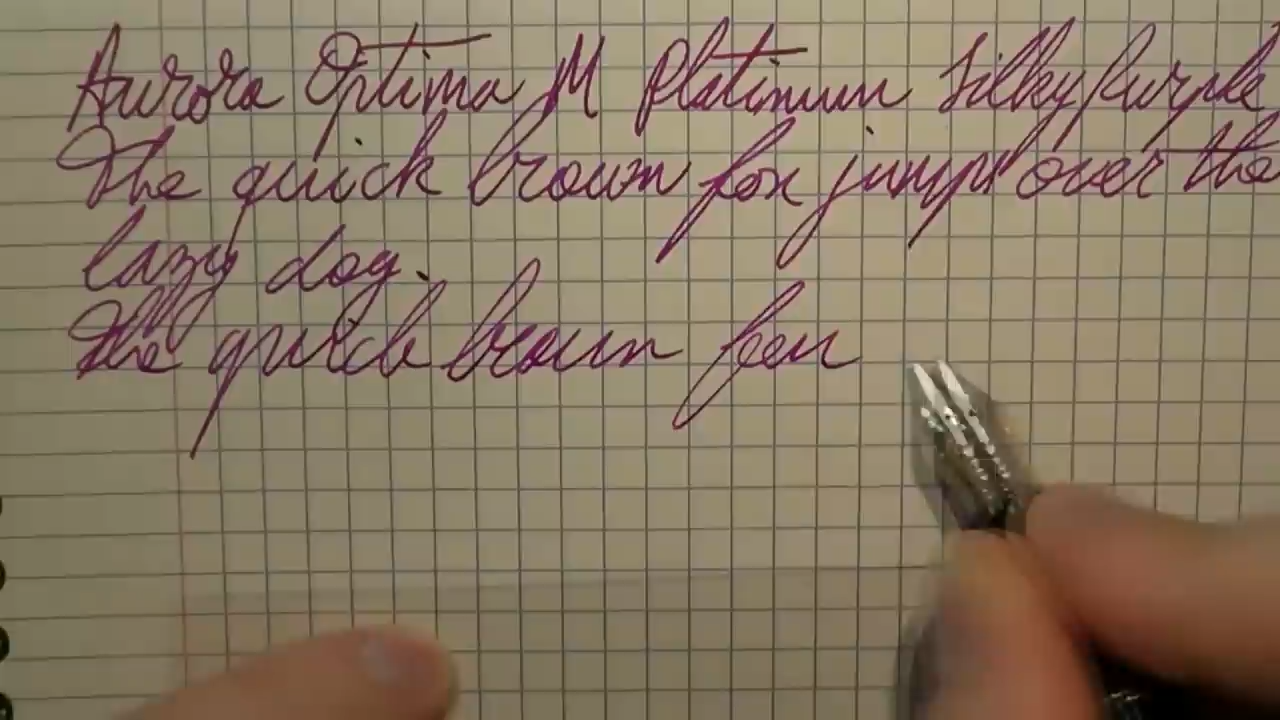 Aurora Optima M Platinum Silky Purple
The quick brown fox jumps over the
lazy dog.
The quick brown fox